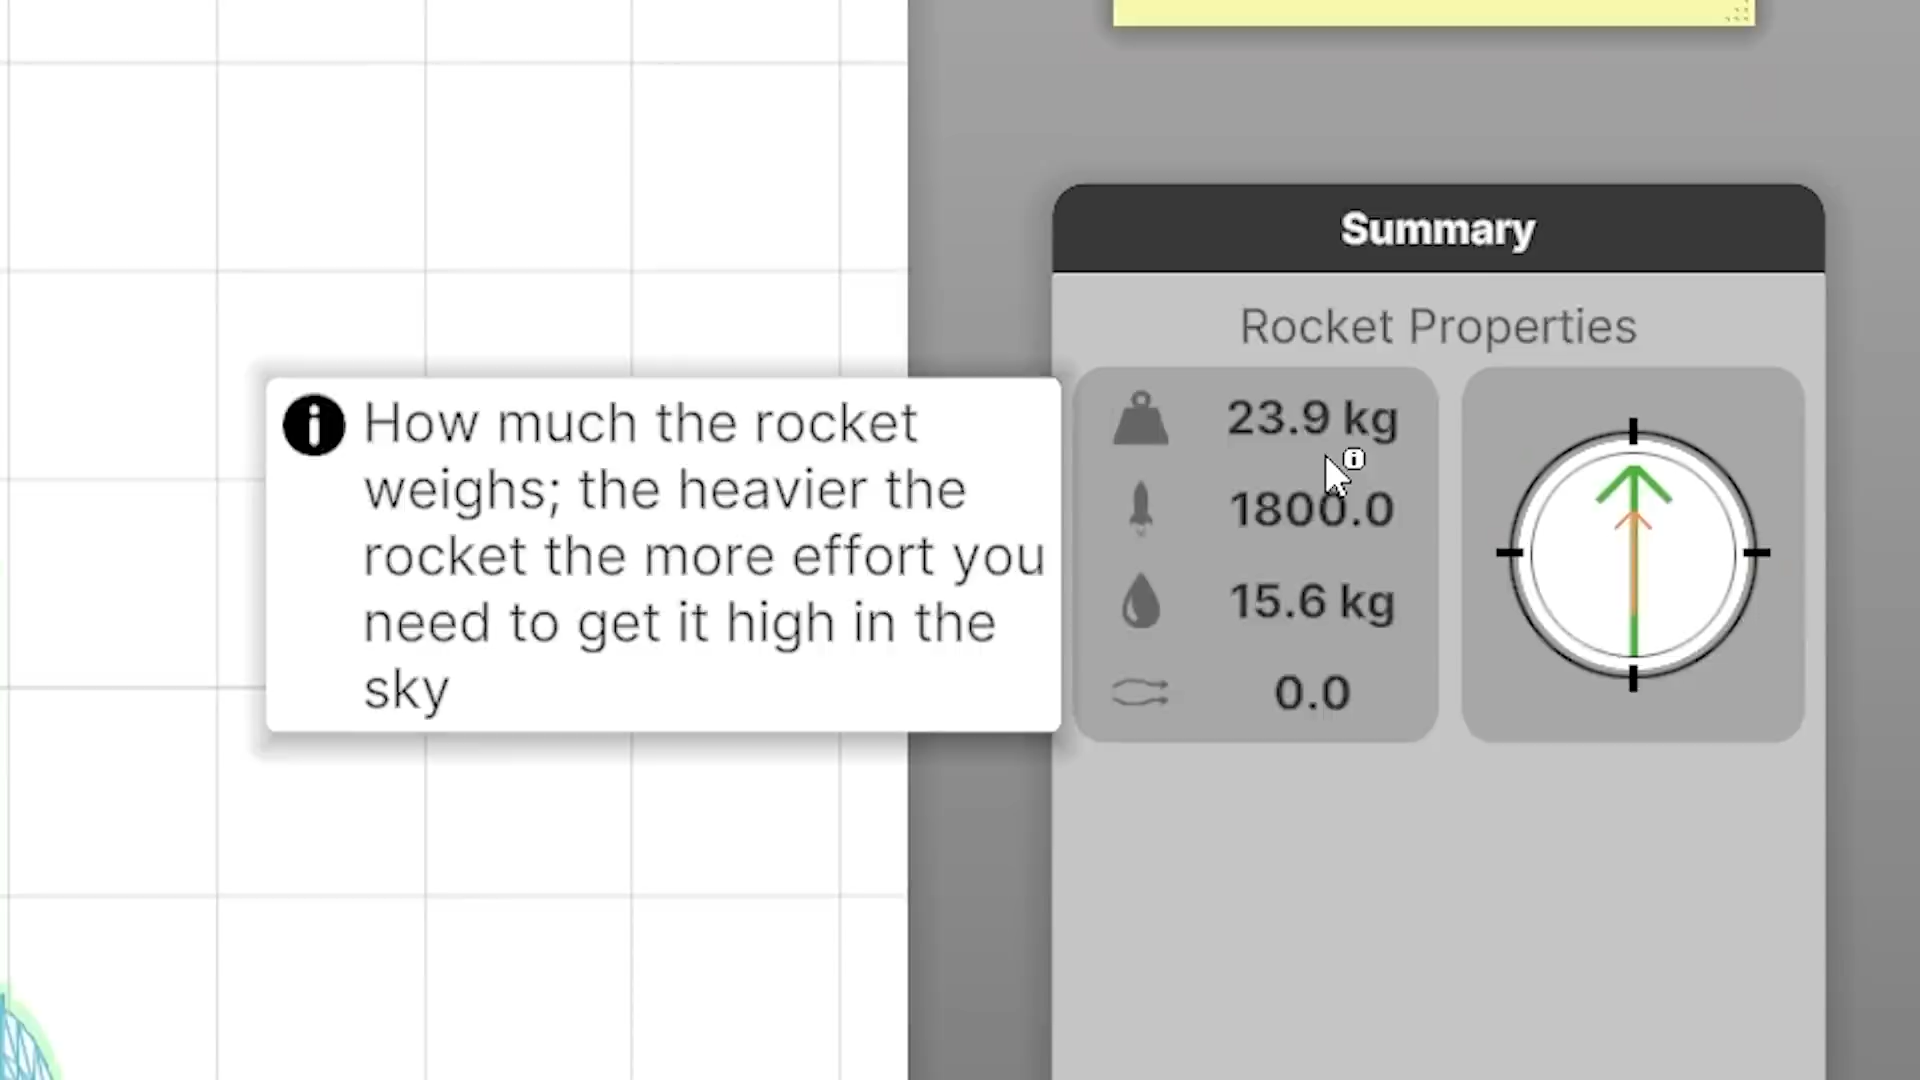 Summary
Rocket Properties
How much the rocket
weighs; the heavier the
rocket the more effort you
need to get it high in the
sky
23.9 kg
1800.0
15.6 kg
0.0